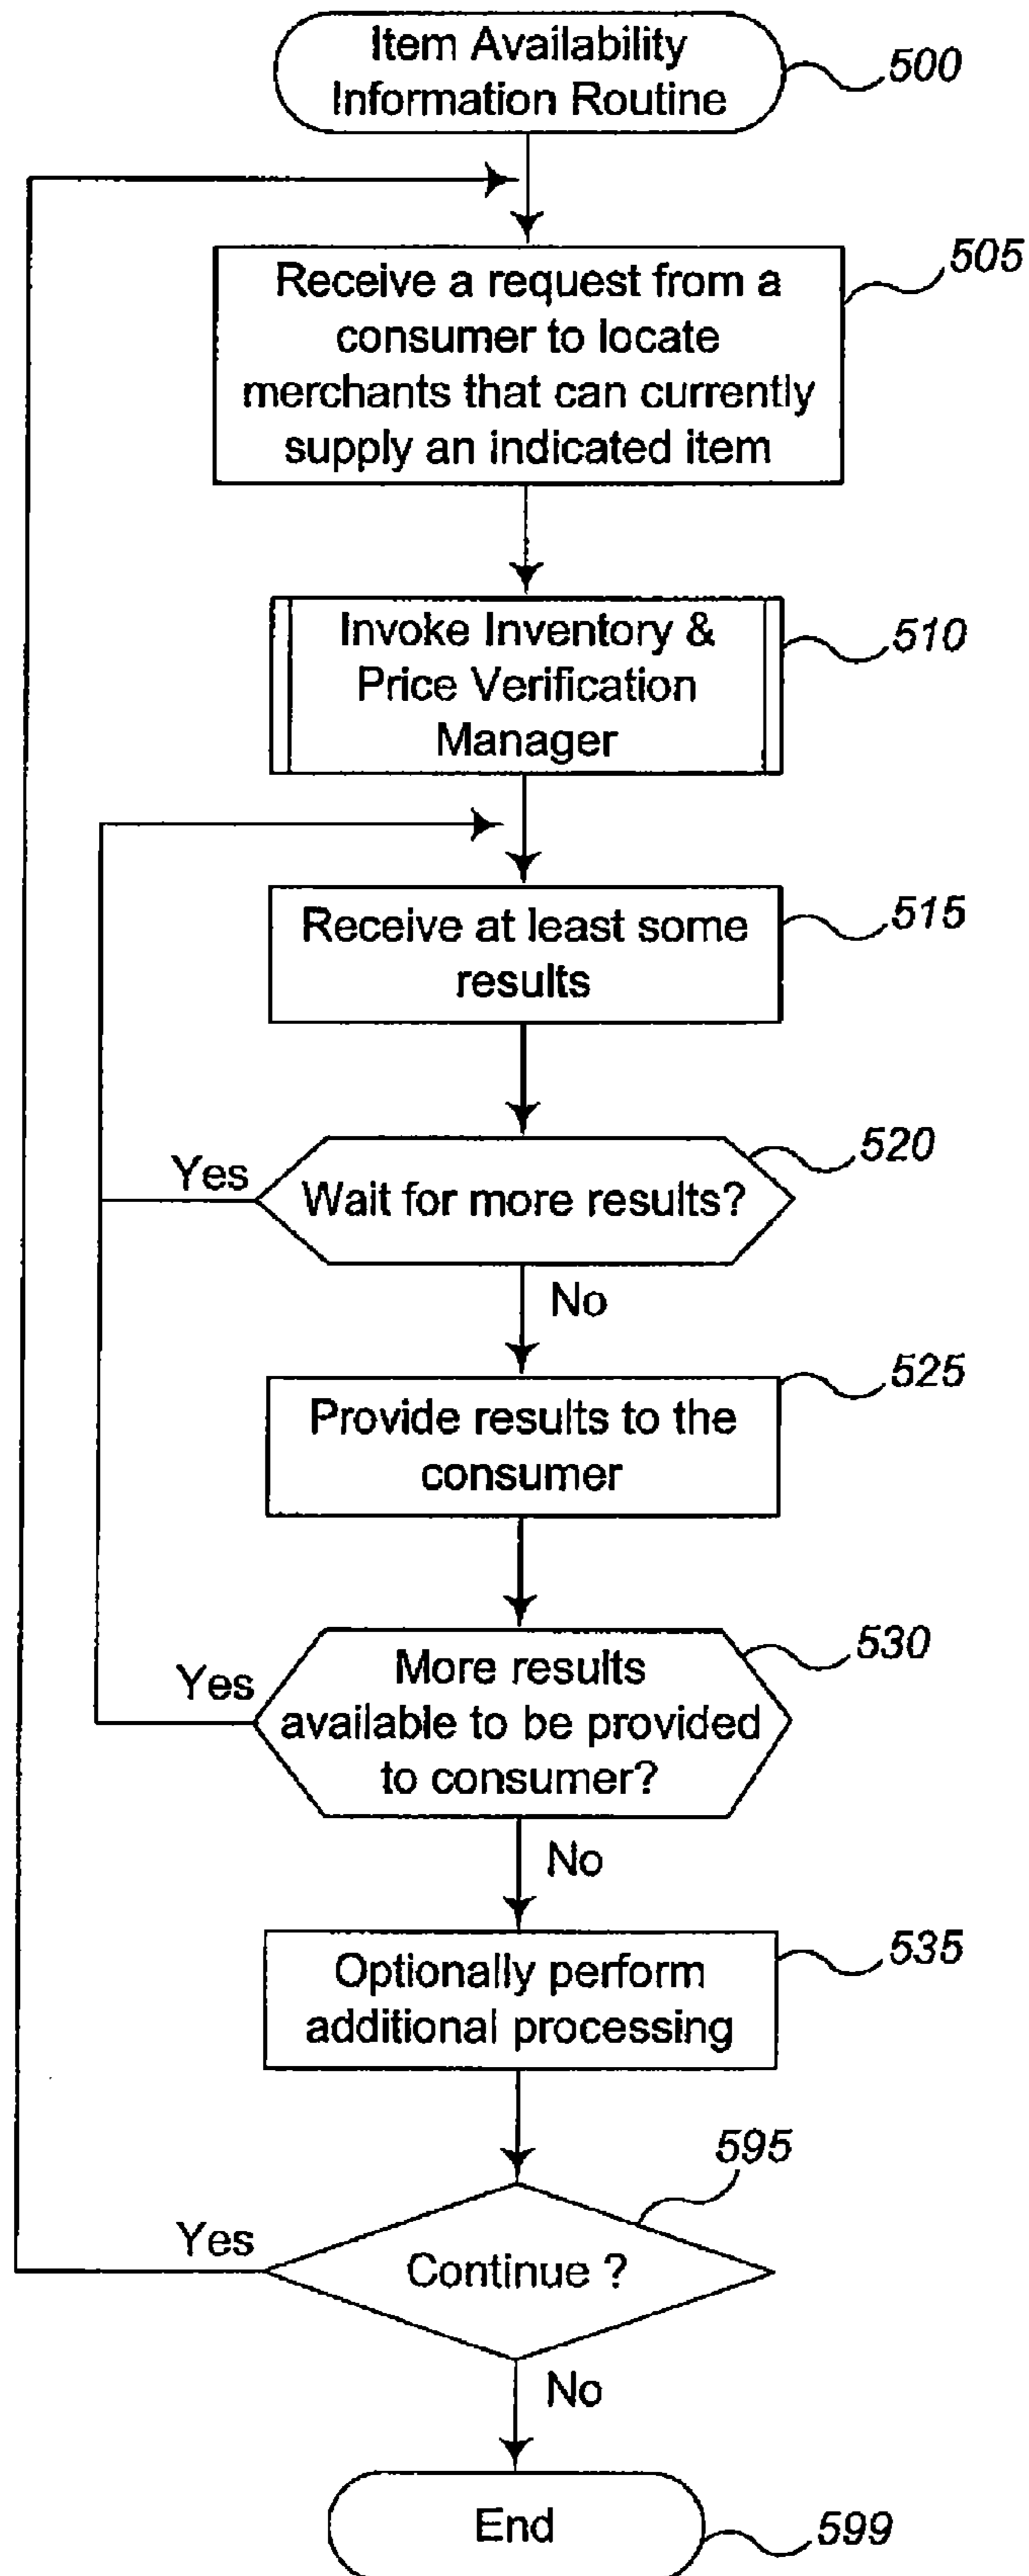 Item Availability
Information Routine
500
Receive a request from a
consumer to locate
merchants that can currently
supply an indicated item
505
Invoke Inventory &
Price Verification
Manager
510
Receive at least some
results
515
Yes
Wait for more results?
520
No
Provide results to the
consumer
525
Yes
More results
available to be provided
to consumer?
530
No
Optionally perform
additional processing
535
595
Yes
Continue ?
No
End
599